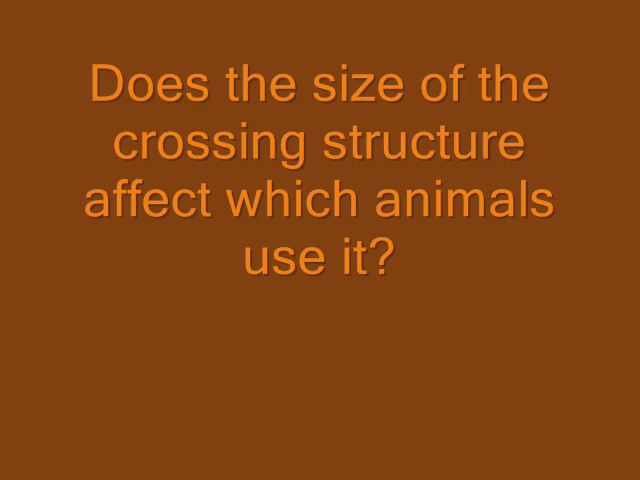 Does the size of the
crossing structure
affect which animals
use it?